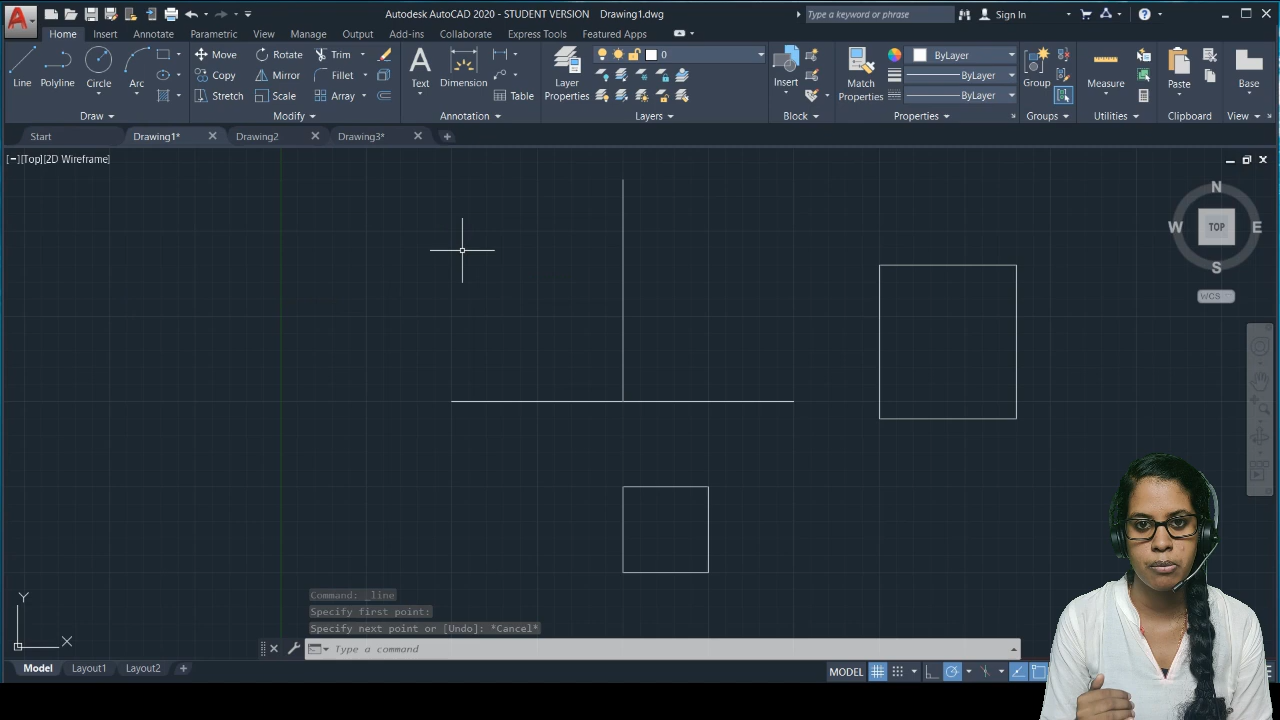 Autodesk AutoCAD 2020 - STUDENT VERSION Drawing1.dwg
Type a keyword or phrase
Sign In
Home Insert Annotate Parametric View Manage Output Add-ins Collaborate Express Tools Featured Apps
Line
Polyline
Circle
Arc
Draw
Move Rotate Trim
Copy Mirror Fillet
Stretch Scale Array
Modify
Text
Dimension
Table
Annotation
Layer
Properties
0
Layers
Insert
Block
Match
Properties
ByLayer
ByLayer
ByLayer
Properties
Group
Groups
Measure
Utilities
Paste
Clipboard
Base
View
Start Drawing1* Drawing2 Drawing3*
[−][Top][2D Wireframe]
N
W TOP E
S
WCS
Command: _line
Specify first point:
Specify next point or [Undo]: *Cancel*
Type a command
Y
X
Model Layout1 Layout2
MODEL